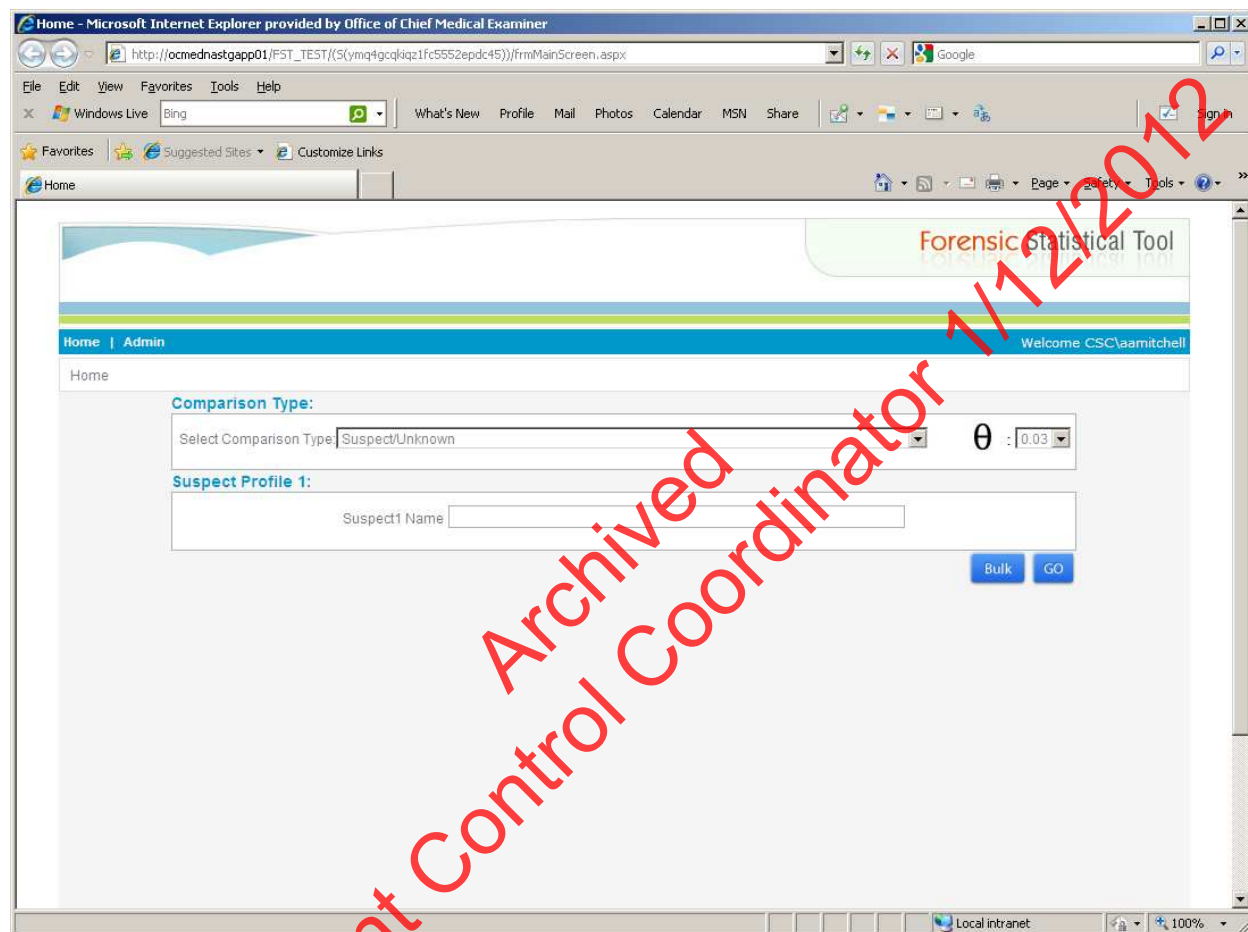 Home - Microsoft Internet Explorer provided by Office of Chief Medical Examiner
http://ocmednastgapp01/FST_TEST/(S(ymq4gcqkiqz1fc5552epdc45))/frmMainScreen.aspx
Google
File Edit View Favorites Tools Help
x Windows Live Bing What's New Profile Mail Photos Calendar MSN Share Sign in
Favorites Suggested Sites Customize Links
Home Page Safety Tools »
Forensic Statistical Tool
Home | Admin Welcome CSC\aamitchell
Home
Comparison Type:
Select Comparison Type: Suspect/Unknown θ : 0.03
Suspect Profile 1:
Suspect1 Name
Bulk GO
Archived
Control Coordinator 1/12/2012
Local intranet 100%